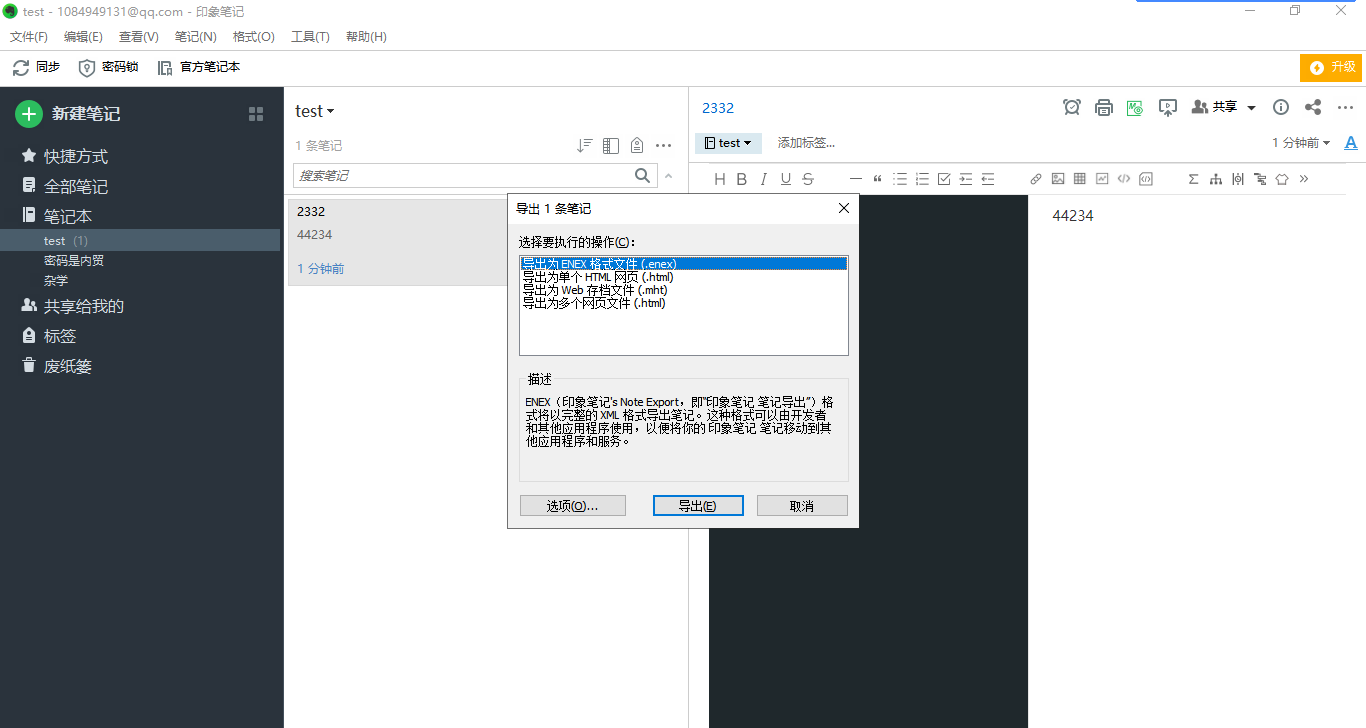 test - 1084949131@qq.com - 印象笔记
文件(F) 编辑(E) 查看(V) 笔记(N) 格式(O) 工具(T) 帮助(H)
同步 密码锁 官方笔记本
升级
新建笔记
快捷方式
全部笔记
笔记本
test (1)
密码是内贸
杂学
共享给我的
标签
废纸篓
test
1 条笔记
搜索笔记
2332
44234
1 分钟前
2332
共享
test 添加标签...
1 分钟前
A
H B I U S
44234
导出 1 条笔记
选择要执行的操作(C):
导出为 ENEX 格式文件 (.enex)
导出为单个 HTML 网页 (.html)
导出为 Web 存档文件 (.mht)
导出为多个网页文件 (.html)
描述
ENEX（印象笔记's Note Export，即“印象笔记 笔记导出”）格
式将以完整的 XML 格式导出笔记。这种格式可以由开发者
和其他应用程序使用，以便将你的 印象笔记 笔记移动到其
他应用程序和服务。
选项(O)... 导出(E) 取消